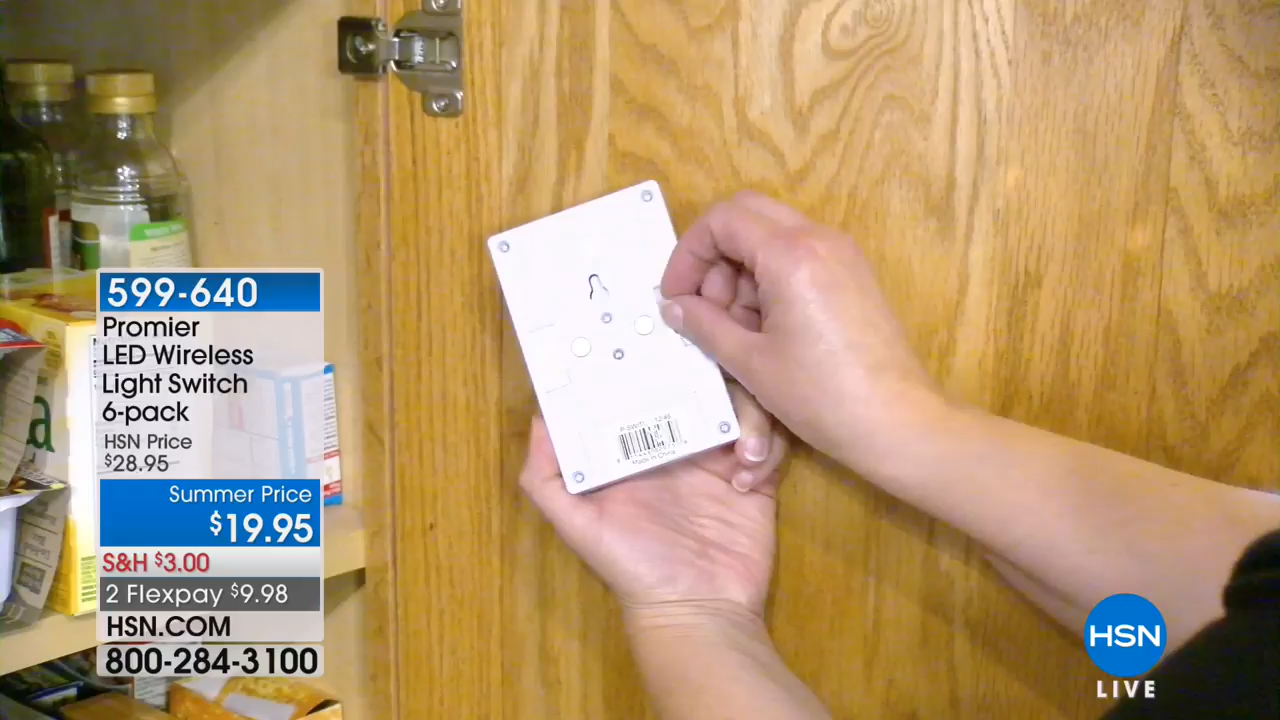 599-640
Promier
LED Wireless
Light Switch
6-pack
HSN Price
$28.95
Summer Price
$19.95
S&H $3.00
2 Flexpay $9.98
HSN.COM
800-284-3100
Made in China
HSN
LIVE